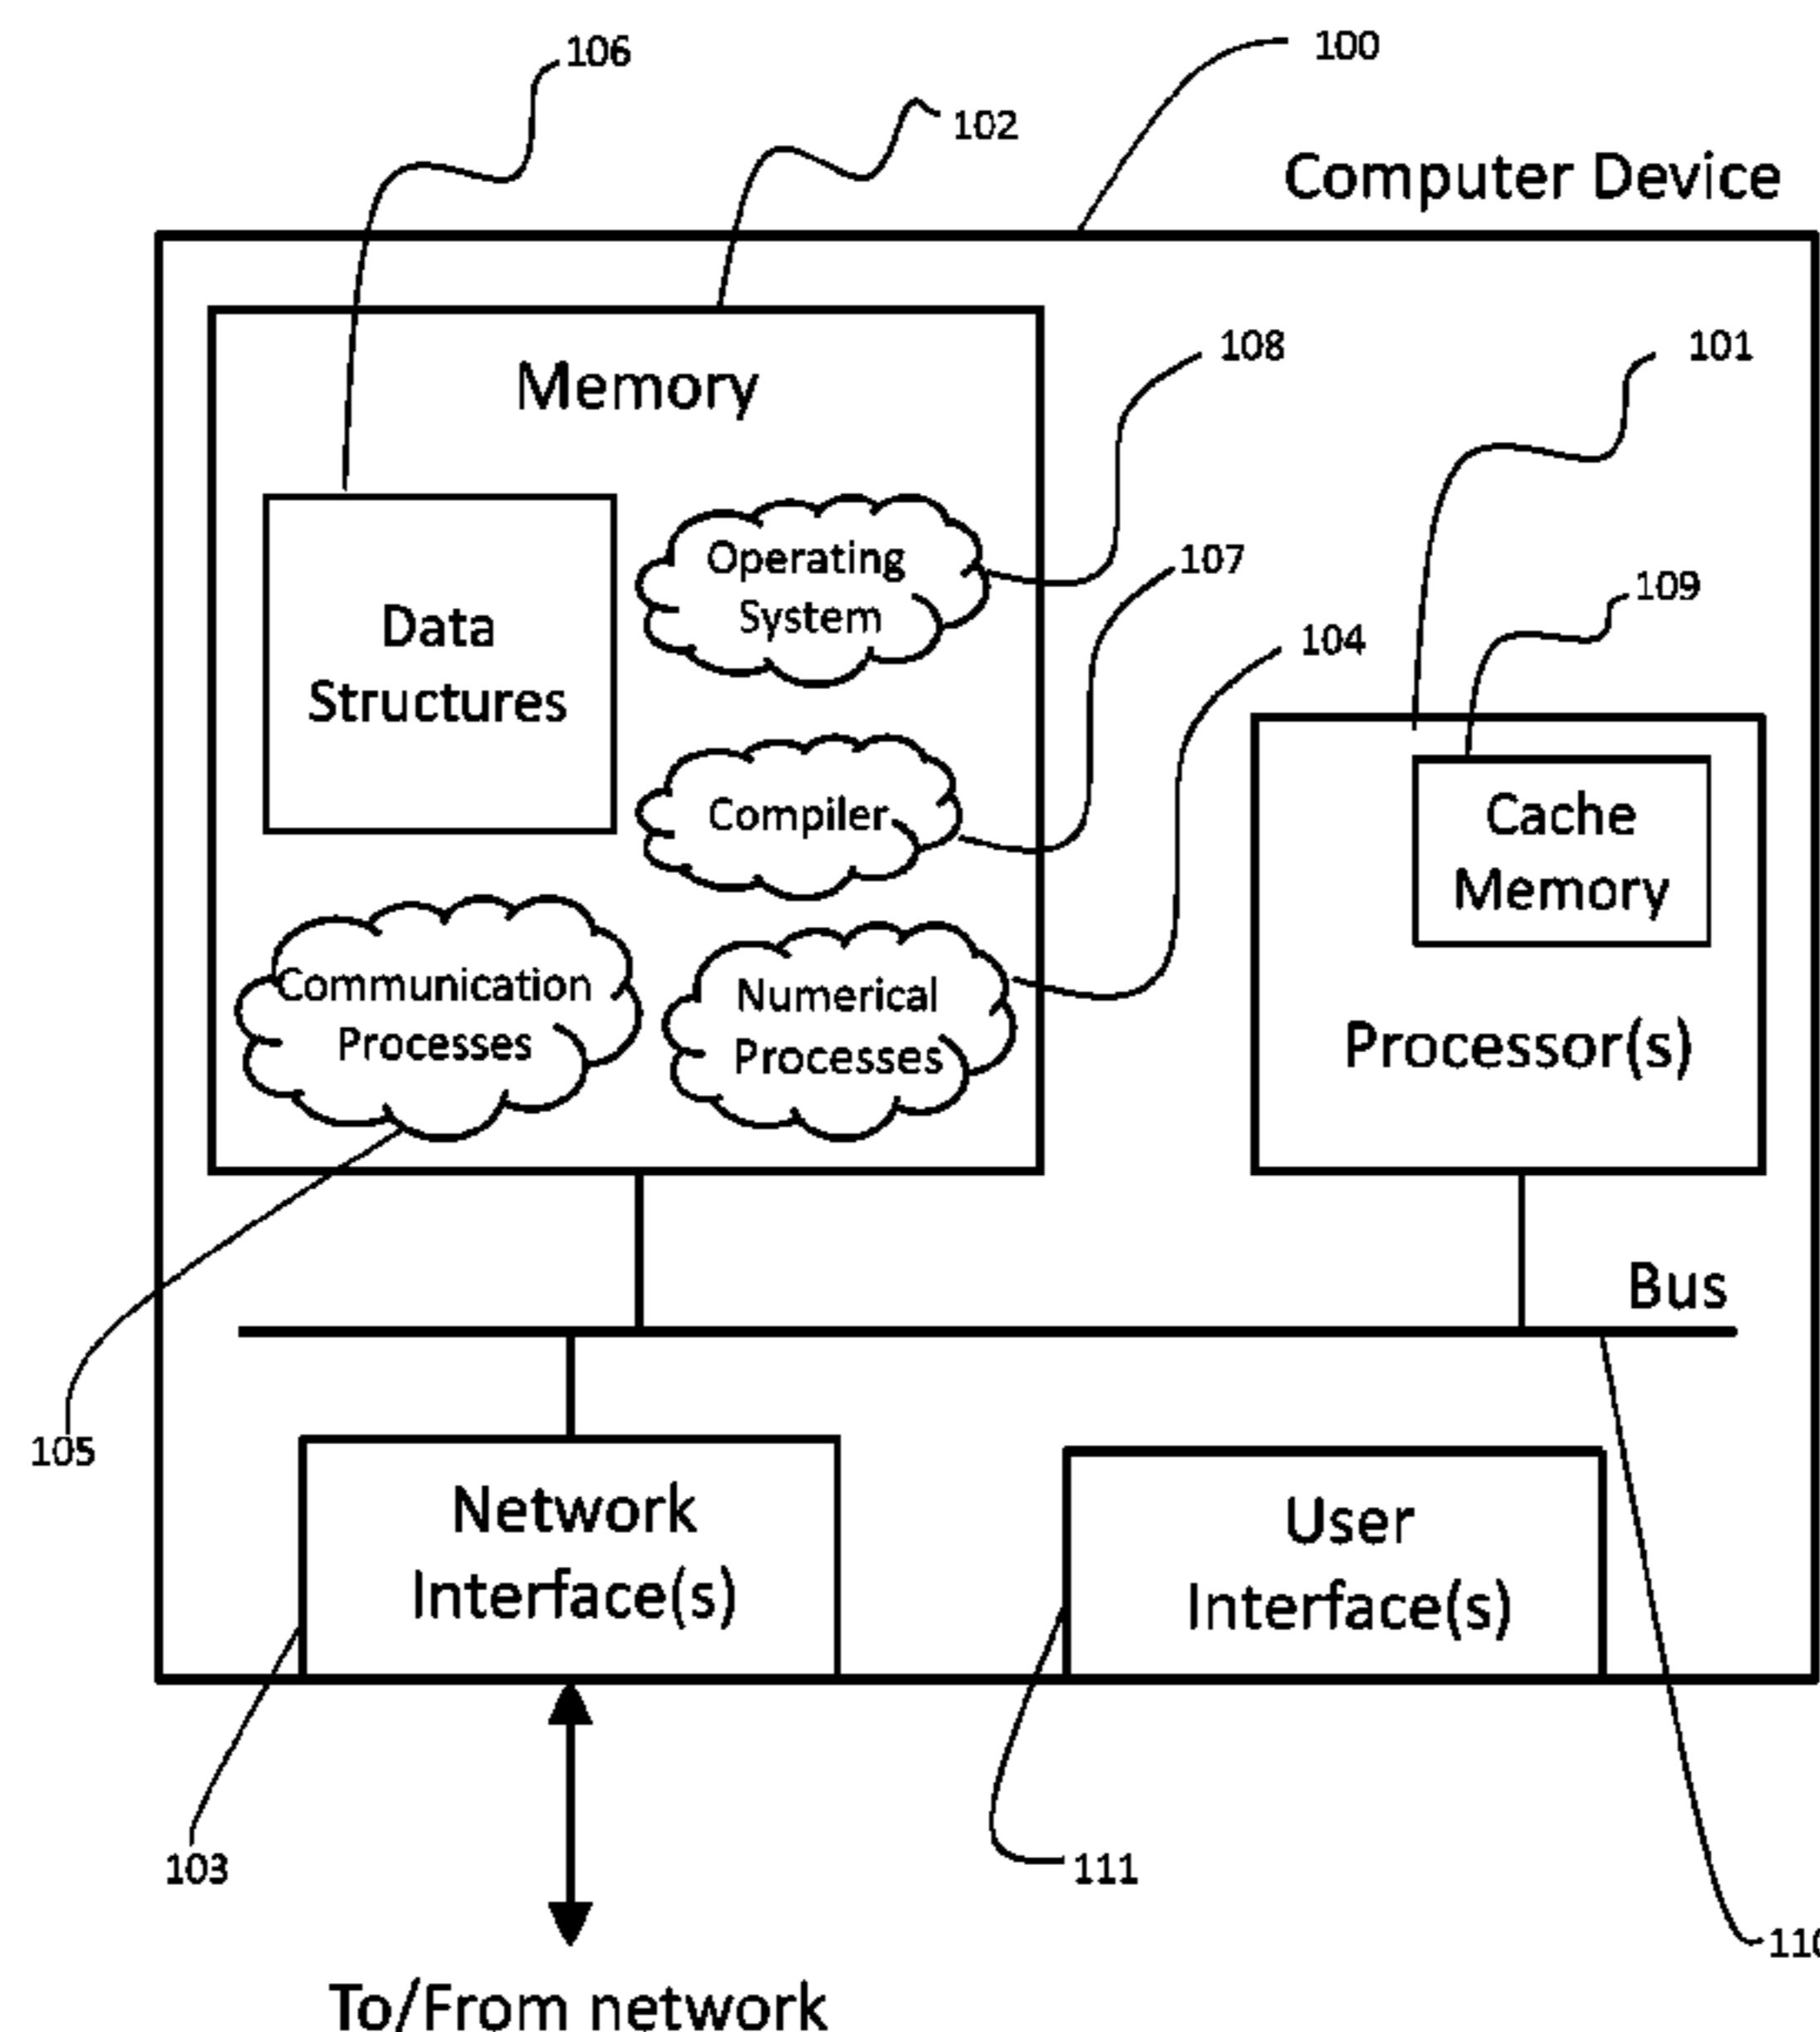 106
100
102
Computer Device
Memory
108
101
Operating
System
107
109
Data
Structures
104
Compiler
Cache
Memory
Communication
Processes
Numerical
Processes
Processor(s)
Bus
105
Network
Interface(s)
User
Interface(s)
103
111
110
To/From network